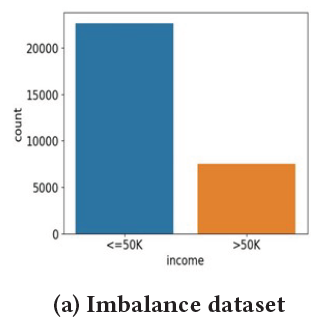 20000
15000
count
10000
5000
0
<=50K >50K
income
(a) Imbalance dataset